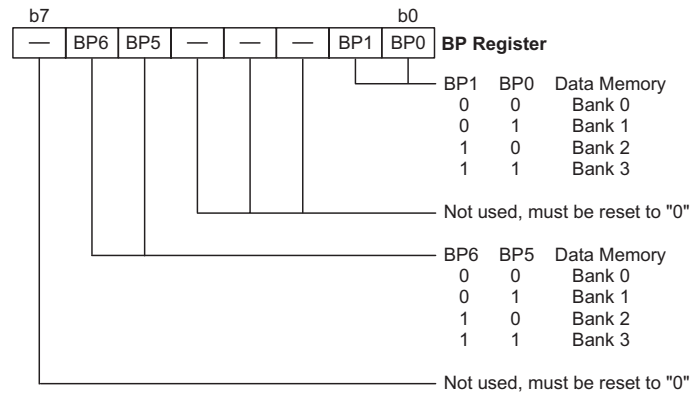 b7 b0
— BP6 BP5 — — — BP1 BP0 BP Register
BP1 BP0 Data Memory
0 0 Bank 0
0 1 Bank 1
1 0 Bank 2
1 1 Bank 3
Not used, must be reset to "0"
BP6 BP5 Data Memory
0 0 Bank 0
0 1 Bank 1
1 0 Bank 2
1 1 Bank 3
Not used, must be reset to "0"